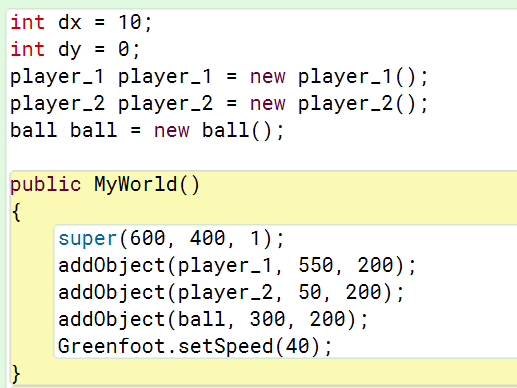 int dx = 10;
int dy = 0;
player_1 player_1 = new player_1();
player_2 player_2 = new player_2();
ball ball = new ball();
public MyWorld()
{
super(600, 400, 1);
addObject(player_1, 550, 200);
addObject(player_2, 50, 200);
addObject(ball, 300, 200);
Greenfoot.setSpeed(40);
}